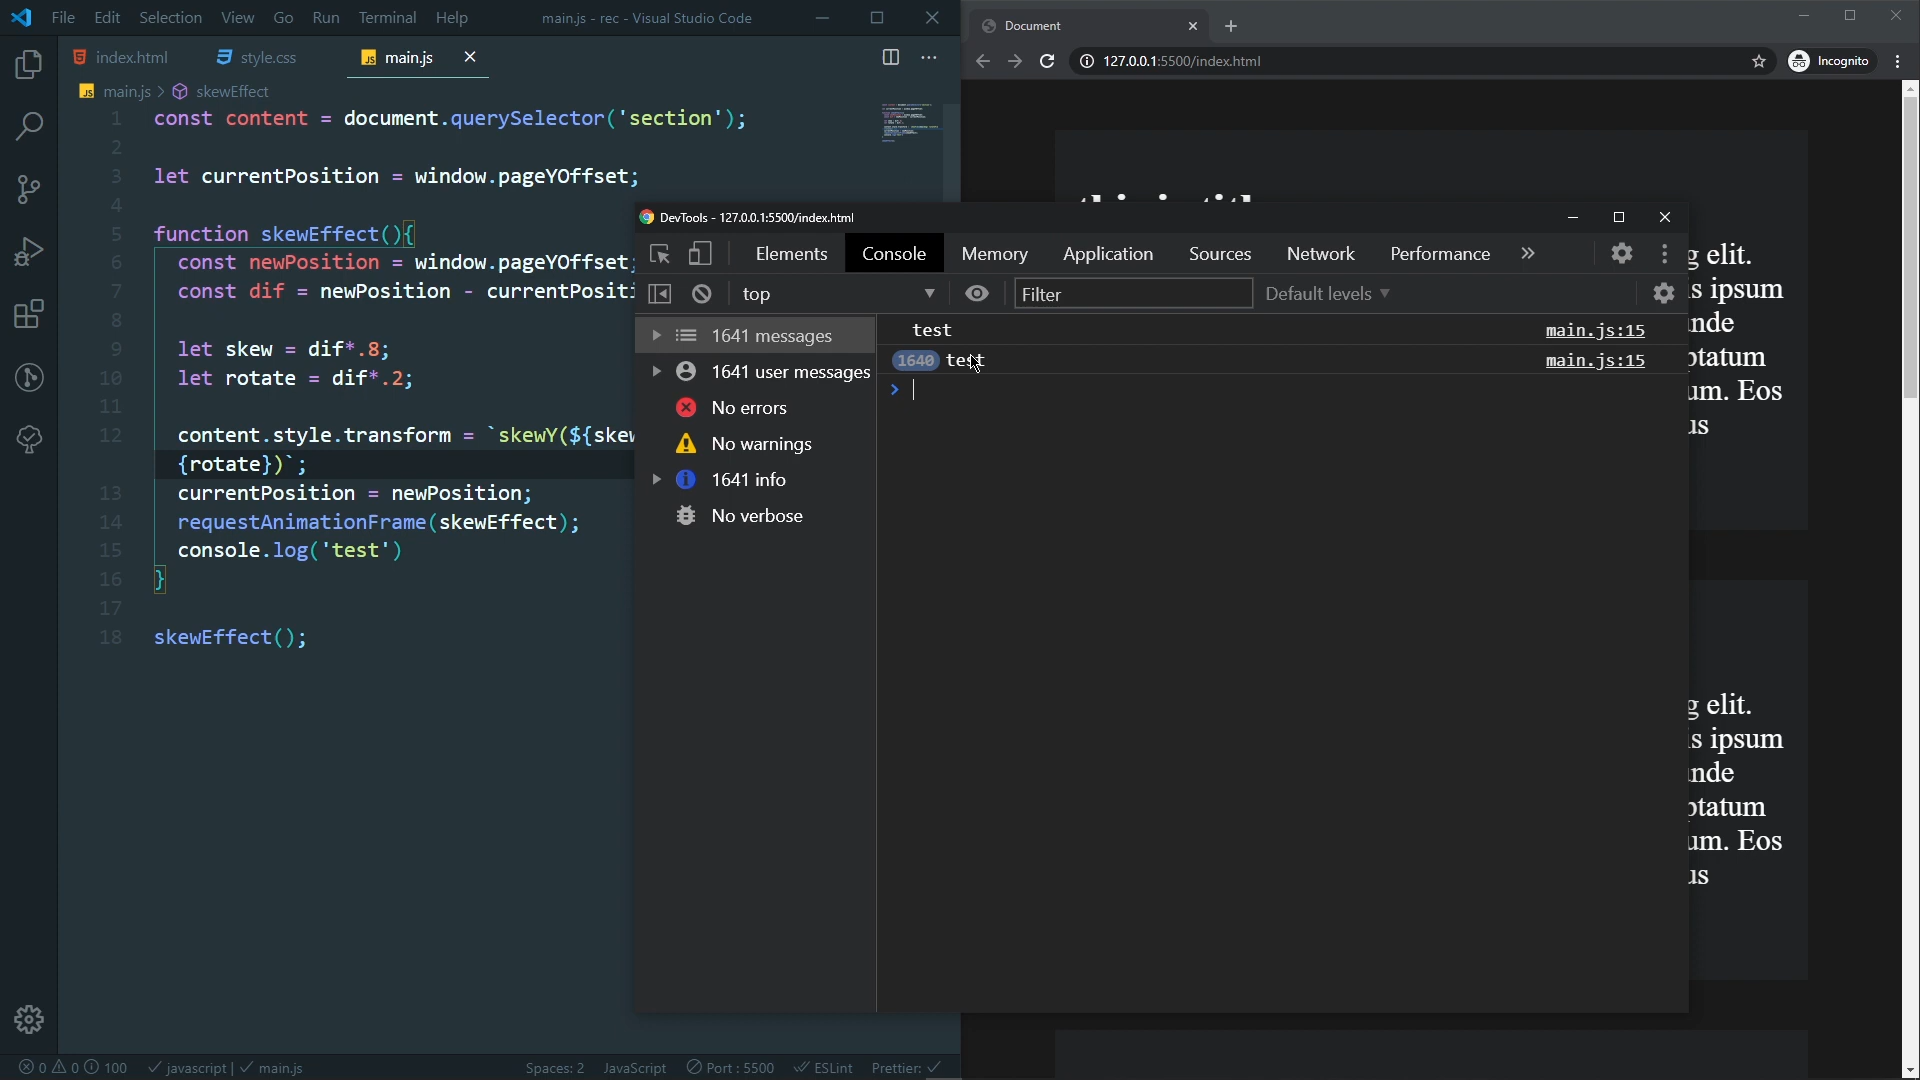 File Edit Selection View Go Run Terminal Help
main.js - rec - Visual Studio Code
index.html style.css JS main.js
JS main.js > skewEffect
1 const content = document.querySelector('section');
2
3 let currentPosition = window.pageYOffset;
4
5 function skewEffect(){
6 const newPosition = window.pageYOffset;
7 const dif = newPosition - currentPositi
8
9 let skew = dif*.8;
10 let rotate = dif*.2;
11
12 content.style.transform = `skewY(${skew
{rotate})`;
13 currentPosition = newPosition;
14 requestAnimationFrame(skewEffect);
15 console.log('test')
16 }
17
18 skewEffect();
0 0 100 javascript | main.js
Spaces: 2 JavaScript Port : 5500 ESLint Prettier:
Document
127.0.0.1:5500/index.html
Incognito
DevTools - 127.0.0.1:5500/index.html
Elements Console Memory Application Sources Network Performance »
top Filter Default levels
1641 messages
1641 user messages
No errors
No warnings
1641 info
No verbose
test main.js:15
1640 test main.js:15
>
g elit.
is ipsum
unde
ptatum
um. Eos
us
g elit.
is ipsum
unde
ptatum
um. Eos
us